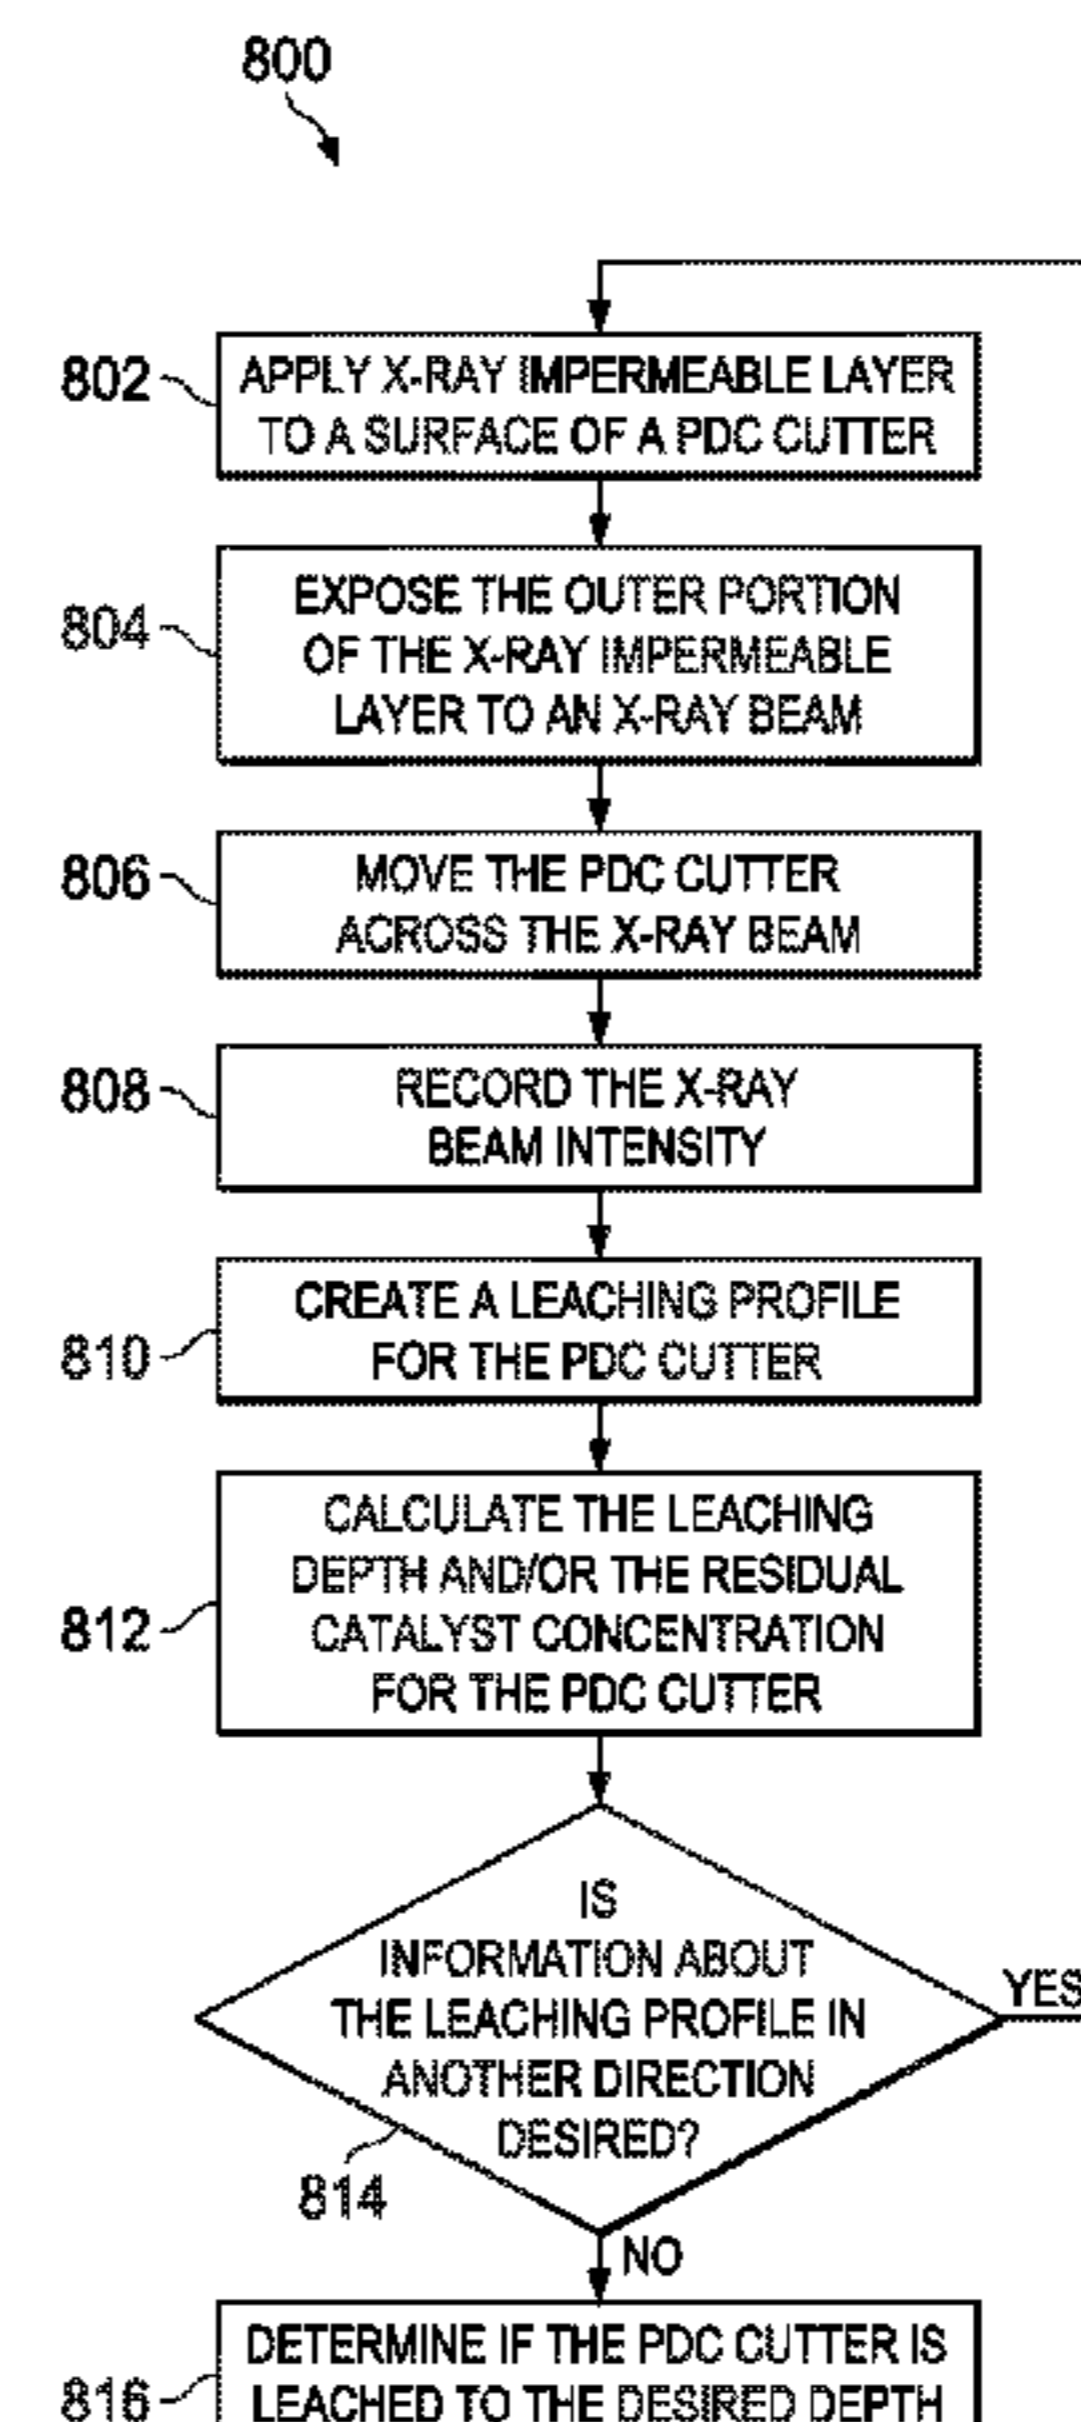 800
802
APPLY X-RAY IMPERMEABLE LAYER
TO A SURFACE OF A PDC CUTTER
804
EXPOSE THE OUTER PORTION
OF THE X-RAY IMPERMEABLE
LAYER TO AN X-RAY BEAM
806
MOVE THE PDC CUTTER
ACROSS THE X-RAY BEAM
808
RECORD THE X-RAY
BEAM INTENSITY
810
CREATE A LEACHING PROFILE
FOR THE PDC CUTTER
812
CALCULATE THE LEACHING
DEPTH AND/OR THE RESIDUAL
CATALYST CONCENTRATION
FOR THE PDC CUTTER
IS
INFORMATION ABOUT
THE LEACHING PROFILE IN
ANOTHER DIRECTION
DESIRED?
YES
814
NO
816
DETERMINE IF THE PDC CUTTER IS
LEACHED TO THE DESIRED DEPTH